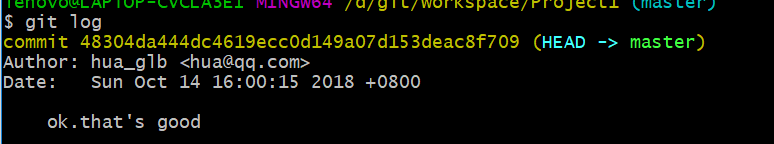 lenovo@LAPTOP-CVCLA3E1 MINGW64 /d/git/workspace/Project1 (master)
$ git log
commit 48304da444dc4619ecc0d149a07d153deac8f709 (HEAD -> master)
Author: hua_glb <hua@qq.com>
Date:   Sun Oct 14 16:00:15 2018 +0800
ok.that's good